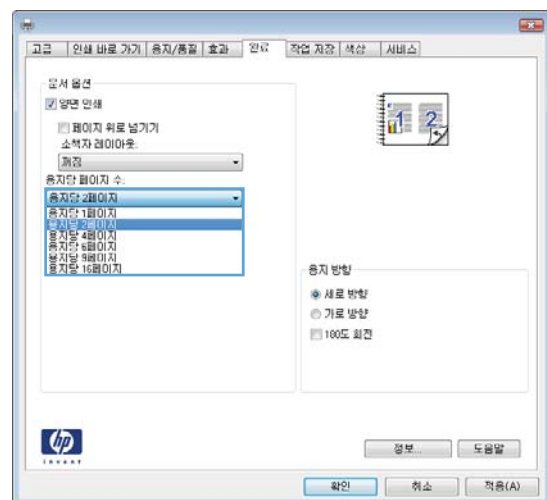 고급 인쇄 바로 가기 용지/품질 효과 완료 작업 저장 색상 서비스
문서 옵션
양면 인쇄
페이지 위로 넘기기
소책자 레이아웃:
꺼짐
용지당 페이지 수:
용지당 2페이지
용지당 1페이지
용지당 2페이지
용지당 4페이지
용지당 6페이지
용지당 9페이지
용지당 16페이지
1 2
용지 방향
세로 방향
가로 방향
180도 회전
hp
invent
정보... 도움말
확인 취소 적용(A)